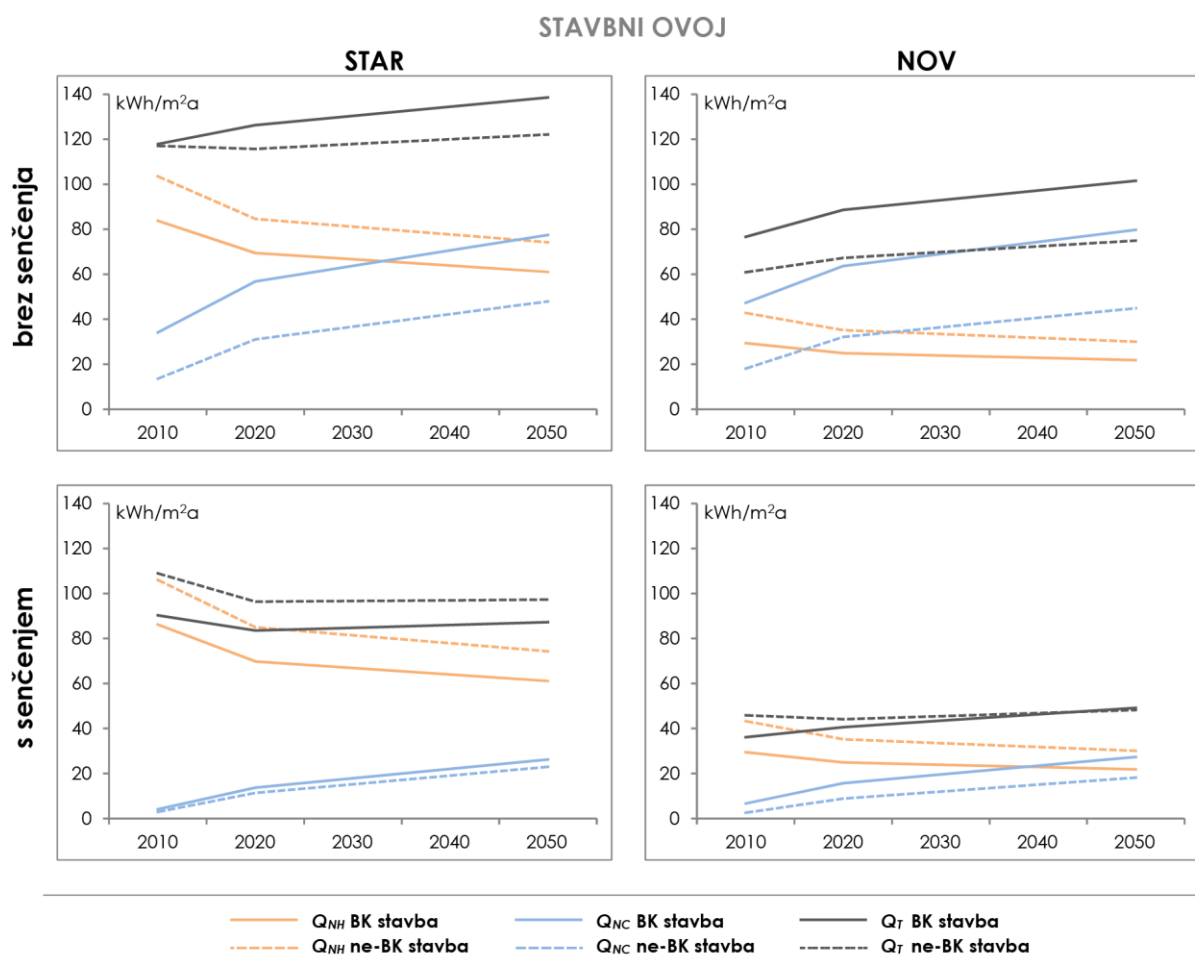 STAVBNI OVOJ
STAR
NOV
brez senčenja
140
120
100
80
60
40
20
0
kWh/m²a
2010 2020 2030 2040 2050
140
120
100
80
60
40
20
0
kWh/m²a
2010 2020 2030 2040 2050
s senčenjem
140
120
100
80
60
40
20
0
kWh/m²a
2010 2020 2030 2040 2050
140
120
100
80
60
40
20
0
kWh/m²a
2010 2020 2030 2040 2050
QNH BK stavba QNC BK stavba QT BK stavba
QNH ne-BK stavba QNC ne-BK stavba QT ne-BK stavba